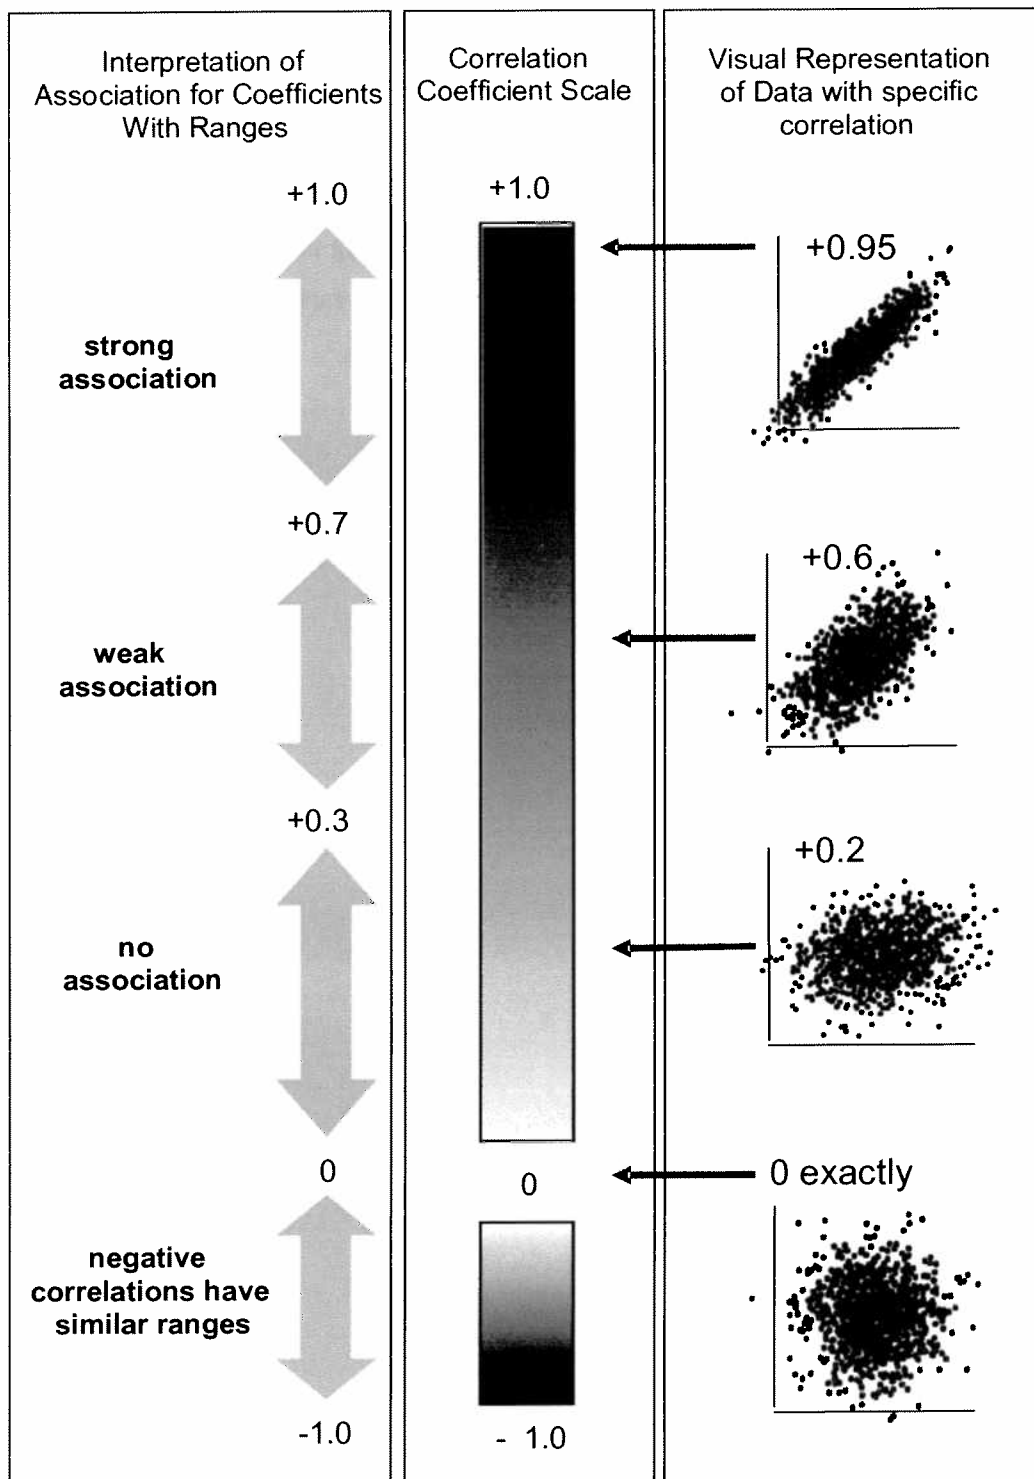 Interpretation of
Association for Coefficients
With Ranges
+1.0
strong
association
+0.7
weak
association
+0.3
no
association
0
negative
correlations have
similar ranges
-1.0
Correlation
Coefficient Scale
+1.0
0
- 1.0
Visual Representation
of Data with specific
correlation
+0.95
+0.6
+0.2
0 exactly